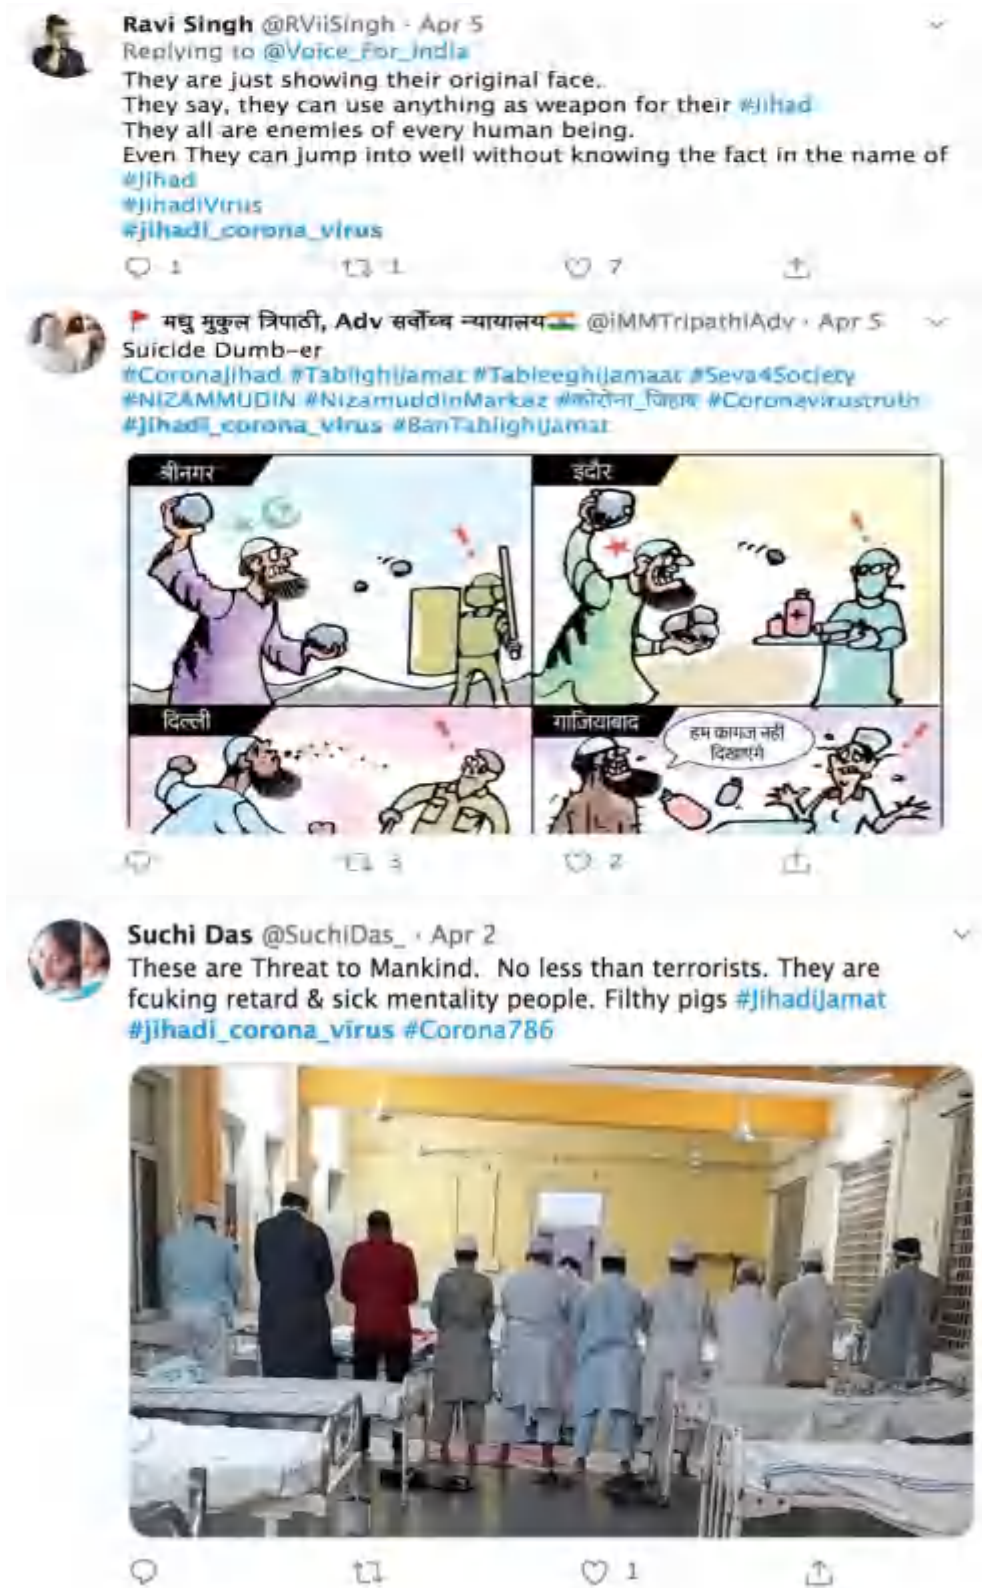 Ravi Singh @RViiSingh · Apr 5
Replying to @Voice_For_India
They are just showing their original face..
They say, they can use anything as weapon for their #Jihad
They all are enemies of every human being.
Even They can jump into well without knowing the fact in the name of
#Jihad
#JihadiVirus
#jihadi_corona_virus
1 1 7
मधु मुकुल त्रिपाठी, Adv सर्वोच्च न्यायालय @iMMTripathiAdv · Apr 5
Suicide Dumb-er
#CoronaJihad #TablighiJamat #TableeghiJamaat #Seva4Society
#NIZAMMUDIN #NizamuddinMarkaz #कोरोना_जिहाद #Coronavirustruth
#jihadi_corona_virus #BanTablighiJamat
श्रीनगर
इंदौर
दिल्ली
गाजियाबाद
हम कागज नहीं
दिखाएंगे
3 2
Suchi Das @SuchiDas_ · Apr 2
These are Threat to Mankind. No less than terrorists. They are
fcuking retard & sick mentality people. Filthy pigs #JihadiJamat
#jihadi_corona_virus #Corona786
1